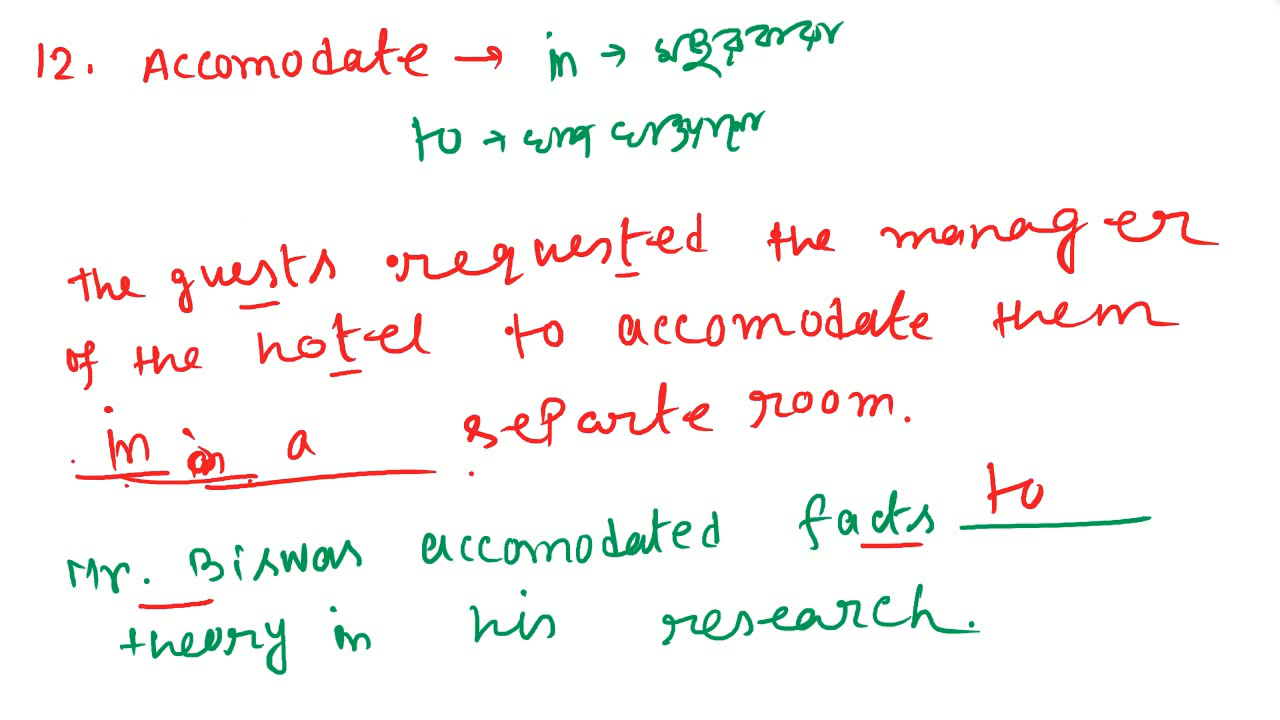 12. Accomodate → in →
to → খাপ খাওয়ানো
the guests requested the manager
of the hotel to accomodate them
in a separte room.
Mr. Biswas accomodated facts to
theory in his research.